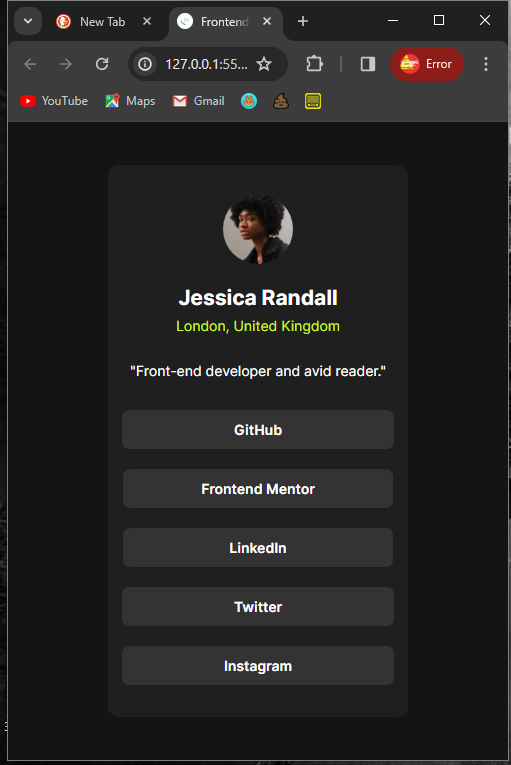 New Tab
Frontend
127.0.0.1:55...
Error
YouTube
Maps
Gmail
Jessica Randall
London, United Kingdom
"Front-end developer and avid reader."
GitHub
Frontend Mentor
LinkedIn
Twitter
Instagram